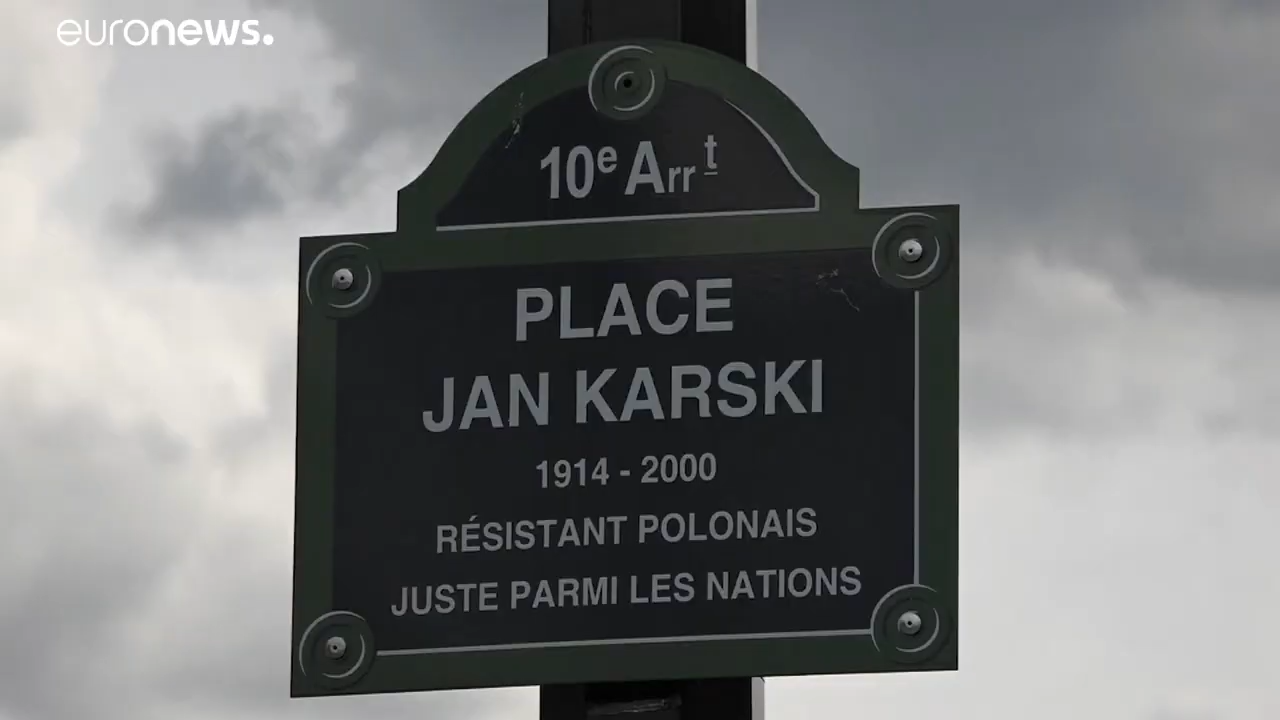 euronews.
10e Arrt
PLACE
JAN KARSKI
1914 - 2000
RÉSISTANT POLONAIS
JUSTE PARMI LES NATIONS